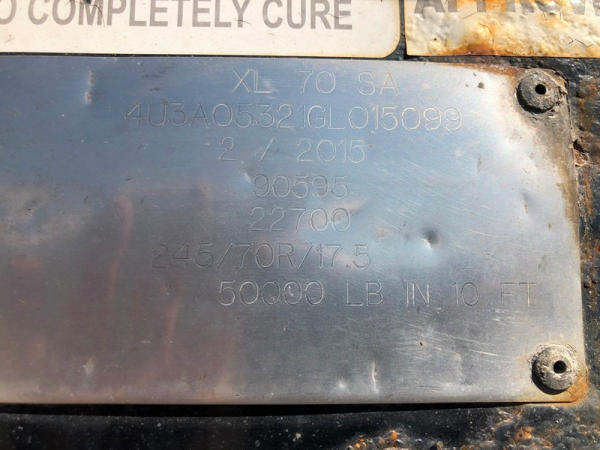 O COMPLETELY CURE
APPROV
XL 70 SA
4U3A05321GL015099
2 / 2015
90595
22700
245/70R/17.5
50000 LB IN 10 FT